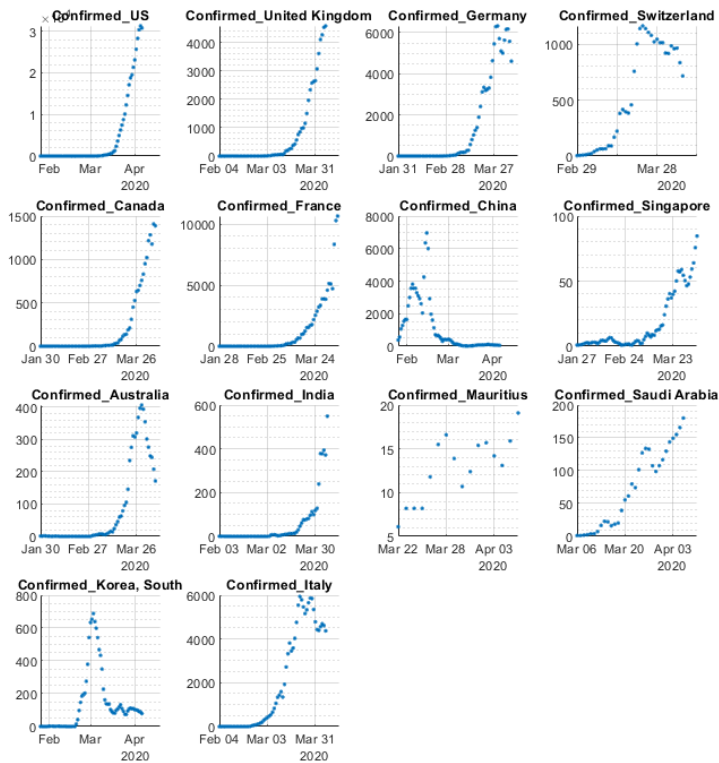 Confirmed_US
Confirmed_United Kingdom
Confirmed_Germany
Confirmed_Switzerland
3
2
1
0
Feb Mar Apr
2020
4000
3000
2000
1000
0
Feb 04 Mar 03 Mar 31
2020
6000
4000
2000
0
Jan 31 Feb 28 Mar 27
2020
1000
500
0
Feb 29 Mar 28
2020
Confirmed_Canada
Confirmed_France
Confirmed_China
Confirmed_Singapore
1500
1000
500
0
Jan 30 Feb 27 Mar 26
2020
10000
5000
0
Jan 28 Feb 25 Mar 24
2020
8000
6000
4000
2000
0
Feb Mar Apr
2020
100
50
0
Jan 27 Feb 24 Mar 23
2020
Confirmed_Australia
Confirmed_India
Confirmed_Mauritius
Confirmed_Saudi Arabia
400
300
200
100
0
Jan 30 Feb 27 Mar 26
2020
600
400
200
0
Feb 03 Mar 02 Mar 30
2020
20
15
10
5
Mar 22 Mar 28 Apr 03
2020
200
150
100
50
0
Mar 06 Mar 20 Apr 03
2020
Confirmed_Korea, South
Confirmed_Italy
800
600
400
200
0
Feb Mar Apr
2020
6000
4000
2000
0
Feb 04 Mar 03 Mar 31
2020